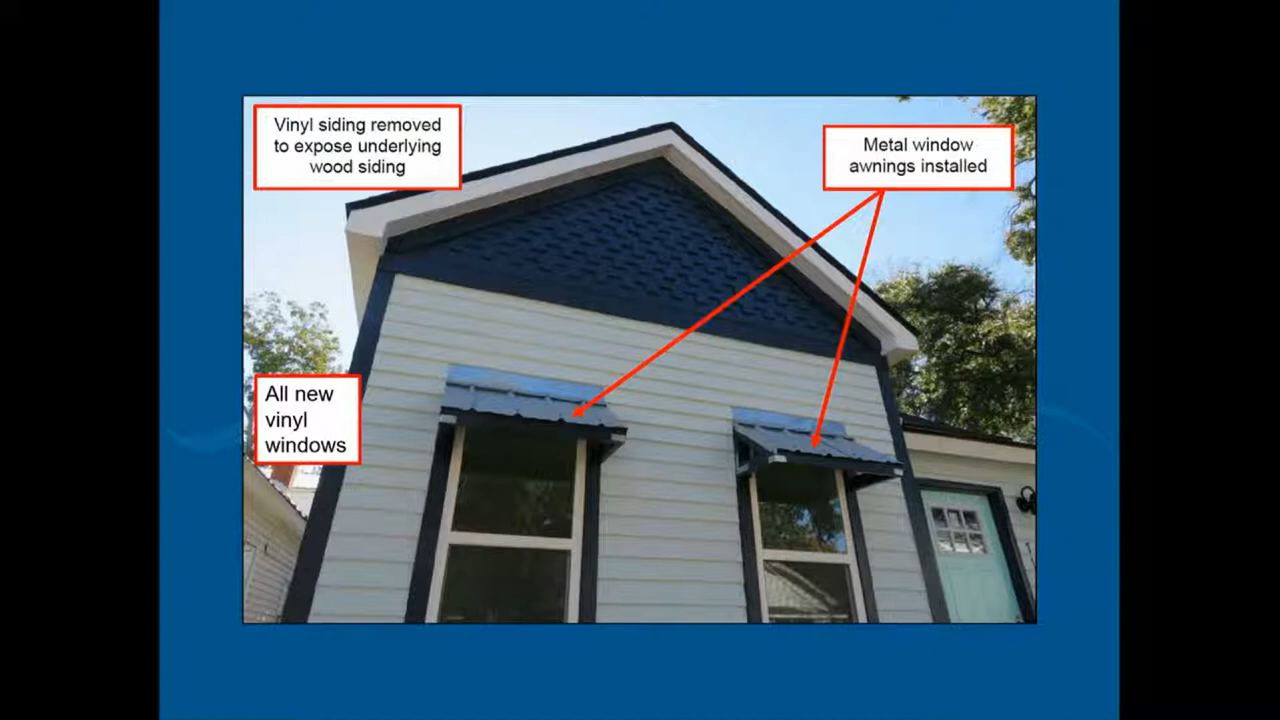 Vinyl siding removed
to expose underlying
wood siding
Metal window
awnings installed
All new
vinyl
windows